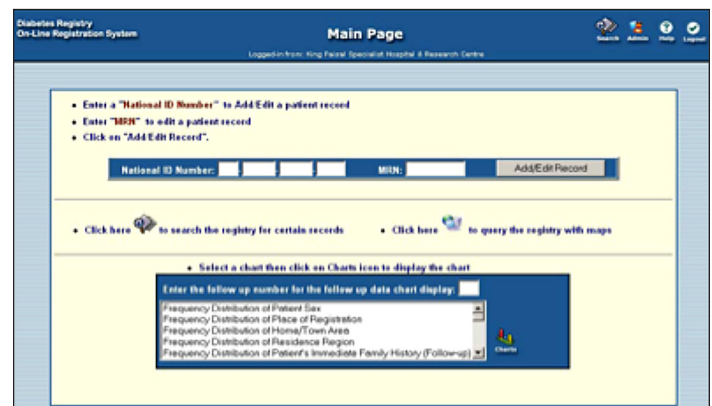 Diabetes Registry
On-Line Registration System
Main Page
Logged-in from: King Faisal Specialist Hospital & Research Centre
Search Admin Help Logout
• Enter a "National ID Number" to Add/Edit a patient record
• Enter "MRN" to edit a patient record
• Click on "Add/Edit Record".
National ID Number: . . . MRN: Add/Edit Record
• Click here to search the registry for certain records • Click here to query the registry with maps
• Select a chart then click on Charts icon to display the chart
Enter the follow up number for the follow up data chart display:
Frequency Distribution of Patient Sex
Frequency Distribution of Place of Registration
Frequency Distribution of Home/Town Area
Frequency Distribution of Residence Region
Frequency Distribution of Patient's Immediate Family History (Follow-up)
Charts